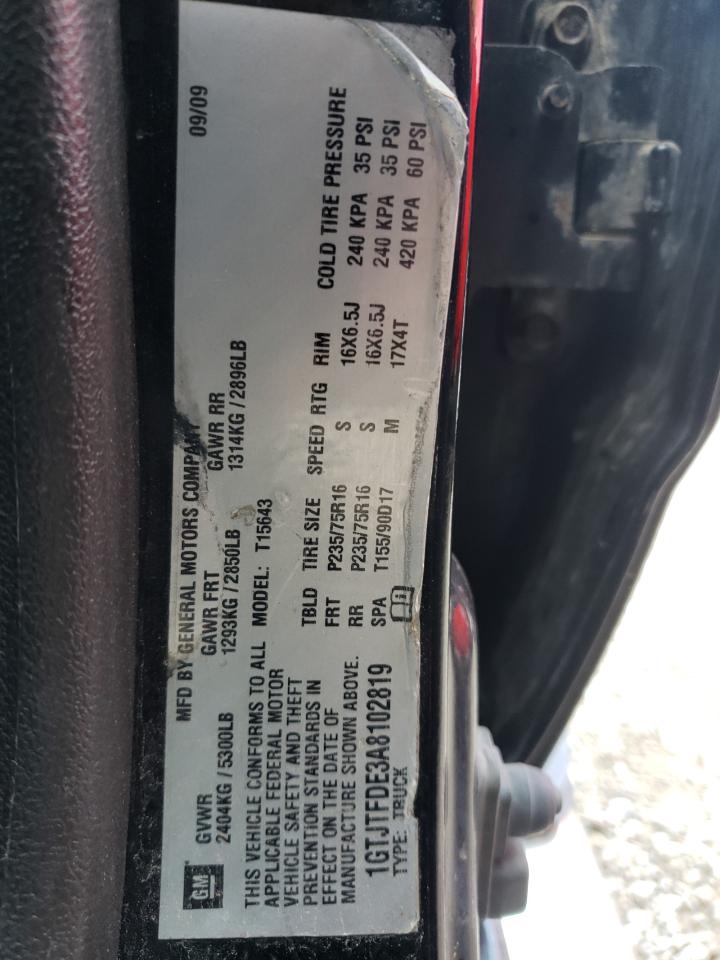 GM
MFD BY GENERAL MOTORS COMPANY 09/09
GVWR GAWR FRT GAWR RR
2404KG / 5300LB 1293KG / 2850LB 1314KG / 2896LB
THIS VEHICLE CONFORMS TO ALL
APPLICABLE FEDERAL MOTOR
VEHICLE SAFETY AND THEFT
PREVENTION STANDARDS IN
EFFECT ON THE DATE OF
MANUFACTURE SHOWN ABOVE.
MODEL: T15643
TBLD TIRE SIZE SPEED RTG RIM COLD TIRE PRESSURE
FRT P235/75R16 S 16X6.5J 240 KPA 35 PSI
RR P235/75R16 S 16X6.5J 240 KPA 35 PSI
SPA T155/90D17 M 17X4T 420 KPA 60 PSI
1GTJTFDE3A8102819
TYPE: TRUCK